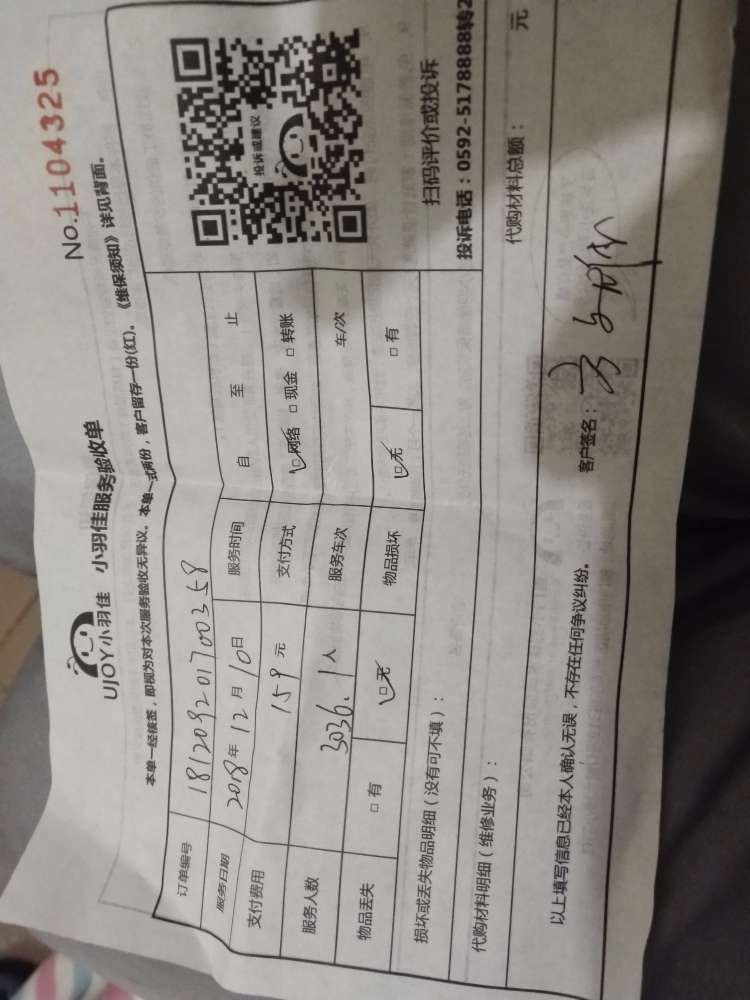 No.1104325
UJOY小羽佳 小羽佳服务验收单
本单一经接签，即视为对本次服务验收无异议。本单一式两份，客户留存一份(红)。《维保须知》详见背面。
订单编号 18120920170035８
服务日期 2018年12月10日 服务时间 自 至 止
支付费用 159元 支付方式 网络 □现金 □转账
服务人数 3036.1人 服务车次 车/次
物品丢失 □有 □无 物品损坏 □无 □有
投诉或建议
扫码评价或投诉
投诉电话：0592-5178888转2
损坏或丢失物品明细（没有可不填）：
代购材料明细（维修业务）： 代购材料总额： 元
以上填写信息已经本人确认无误，不存在任何争议纠纷。 客户签名：